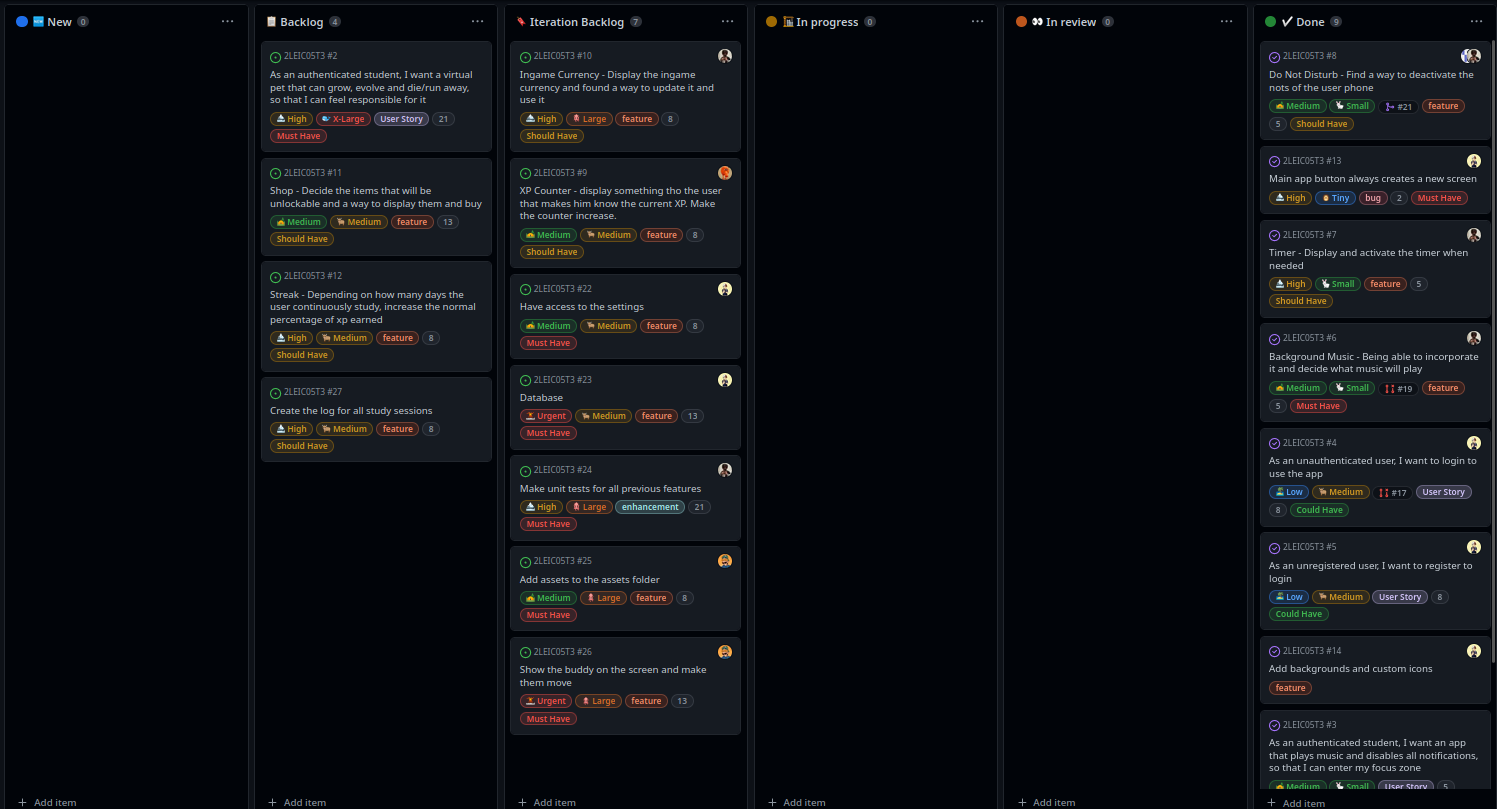 New 0
Backlog 4
2LEIC05T3 #2
As an authenticated student, I want a virtual
pet that can grow, evolve and die/run away,
so that I can feel responsible for it
High X-Large User Story 21
Must Have
2LEIC05T3 #11
Shop - Decide the items that will be
unlockable and a way to display them and buy
Medium Medium feature 13
Should Have
2LEIC05T3 #12
Streak - Depending on how many days the
user continuously study, increase the normal
percentage of xp earned
High Medium feature 8
Should Have
2LEIC05T3 #27
Create the log for all study sessions
High Medium feature 8
Should Have
Iteration Backlog 7
2LEIC05T3 #10
Ingame Currency - Display the ingame
currency and found a way to update it and
use it
High Large feature 8
Should Have
2LEIC05T3 #9
XP Counter - display something tho the user
that makes him know the current XP. Make
the counter increase.
Medium Medium feature 8
Should Have
2LEIC05T3 #22
Have access to the settings
Medium Medium feature 8
Must Have
2LEIC05T3 #23
Database
Urgent Medium feature 13
Must Have
2LEIC05T3 #24
Make unit tests for all previous features
High Large enhancement 21
Must Have
2LEIC05T3 #25
Add assets to the assets folder
Medium Large feature 8
Must Have
2LEIC05T3 #26
Show the buddy on the screen and make
them move
Urgent Large feature 13
Must Have
In progress 0
In review 0
Done 9
2LEIC05T3 #8
Do Not Disturb - Find a way to deactivate the
nots of the user phone
Medium Small #21 feature
5 Should Have
2LEIC05T3 #13
Main app button always creates a new screen
High Tiny bug 2 Must Have
2LEIC05T3 #7
Timer - Display and activate the timer when
needed
High Small feature 5
Should Have
2LEIC05T3 #6
Background Music - Being able to incorporate
it and decide what music will play
Medium Small #19 feature
5 Must Have
2LEIC05T3 #4
As an unauthenticated user, I want to login to
use the app
Low Medium #17 User Story
8 Could Have
2LEIC05T3 #5
As an unregistered user, I want to register to
login
Low Medium User Story 8
Could Have
2LEIC05T3 #14
Add backgrounds and custom icons
feature
2LEIC05T3 #3
As an authenticated student, I want an app
that plays music and disables all notifications,
so that I can enter my focus zone
Medium Small User Story 5
+ Add item
+ Add item
+ Add item
+ Add item
+ Add item
+ Add item